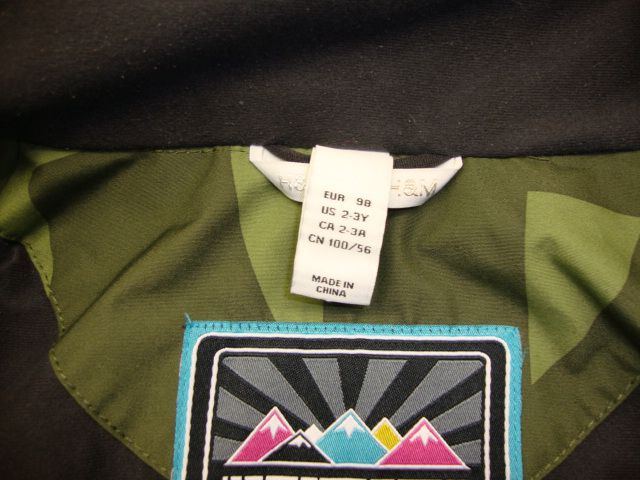 H&M
EUR 98
US 2-3Y
CA 2-3A
CN 100/56
MADE IN
CHINA